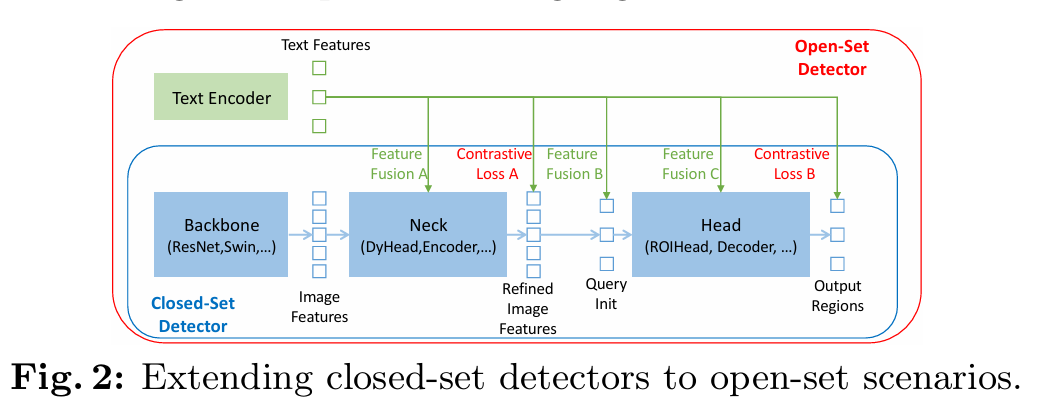 Text Features
Open-Set
Detector
Text Encoder
Feature
Fusion A
Contrastive
Loss A
Feature
Fusion B
Feature
Fusion C
Contrastive
Loss B
Backbone
(ResNet,Swin,...)
Neck
(DyHead,Encoder,...)
Head
(ROIHead, Decoder, ...)
Closed-Set
Detector
Image
Features
Refined
Image
Features
Query
Init
Output
Regions
Fig. 2: Extending closed-set detectors to open-set scenarios.